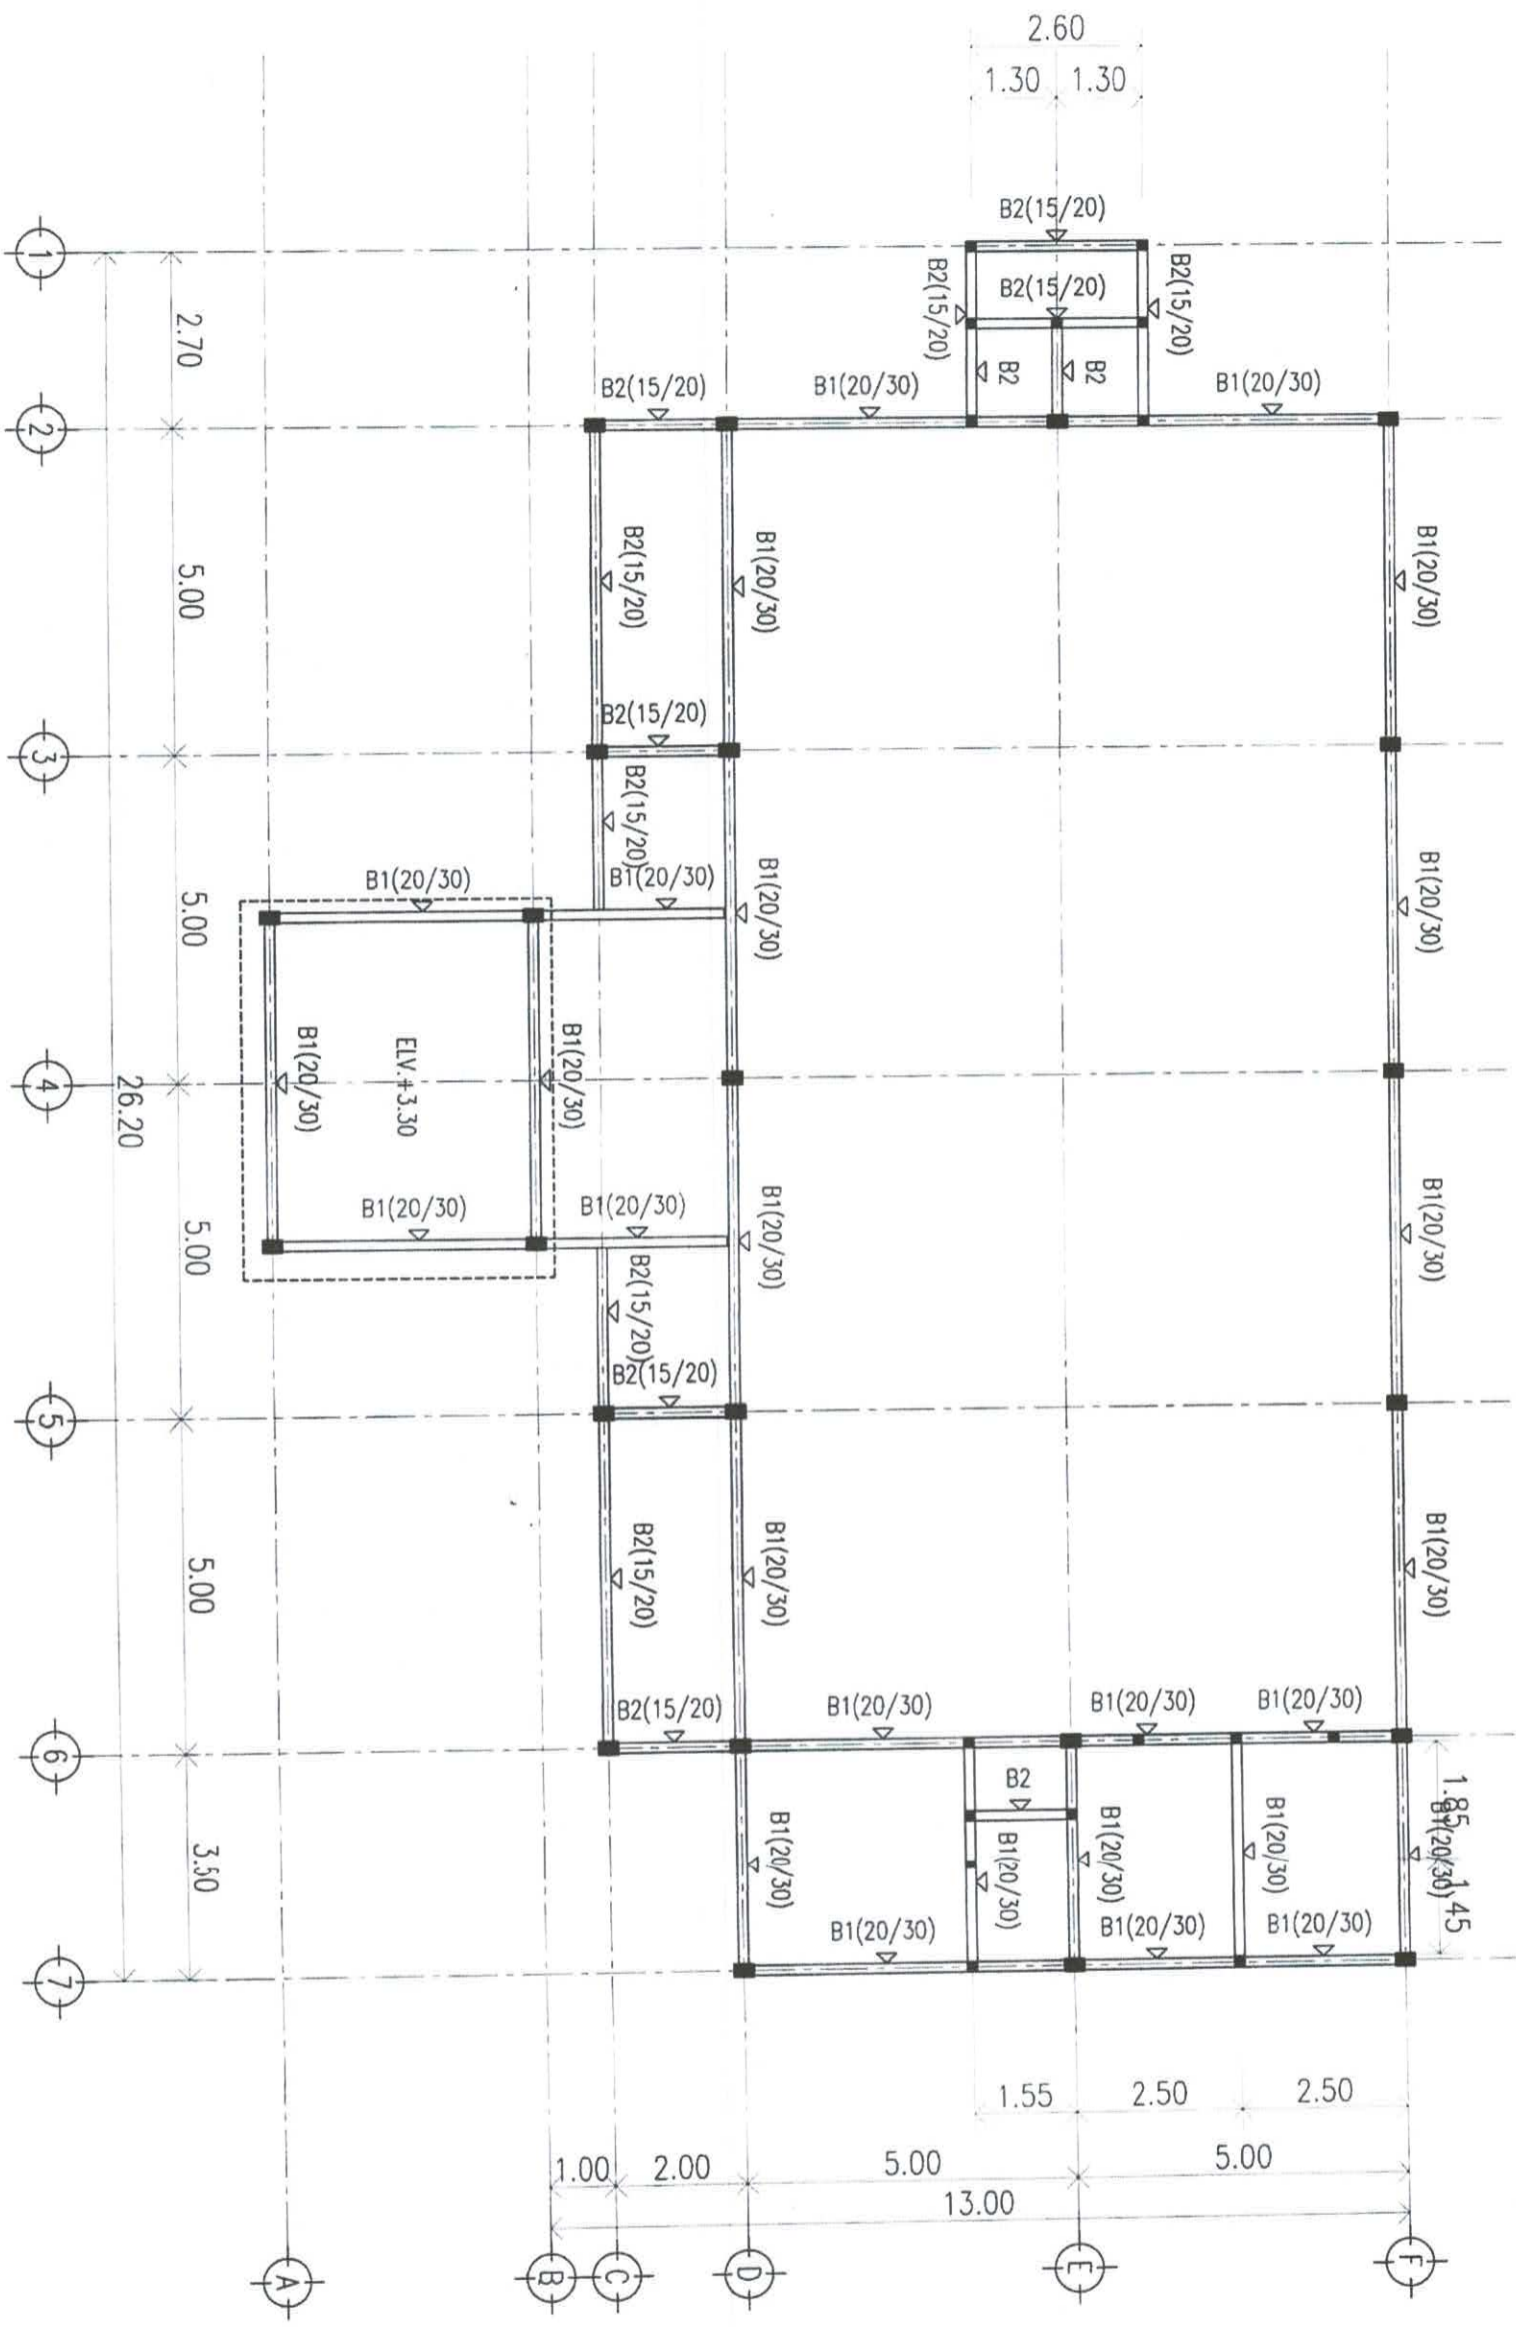 2.60
1.30 1.30
B2(15/20)
B2(15/20)
B2(15/20)
B2(15/20)
B2
B2
1
2.70
2
B2(15/20)
B1(20/30)
B1(20/30)
5.00
B2(15/20)
B1(20/30)
B1(20/30)
B2(15/20)
3
B2(15/20)
B1(20/30)
B1(20/30)
B1(20/30)
B1(20/30)
5.00
4
26.20
B1(20/30)
ELV.+3.30
B1(20/30)
B1(20/30)
B1(20/30)
B1(20/30)
B1(20/30)
5.00
B2(15/20)
B2(15/20)
5
5.00
B2(15/20)
B1(20/30)
B1(20/30)
B2(15/20)
B1(20/30)
B1(20/30)
B1(20/30)
6
3.50
B1(20/30)
B2
B1(20/30)
B1(20/30)
B1(20/30)
1.85
B1(20/30)
1.45
B1(20/30)
B1(20/30)
B1(20/30)
7
1.55 2.50 2.50
1.00 2.00 5.00 5.00
13.00
A B C D E F